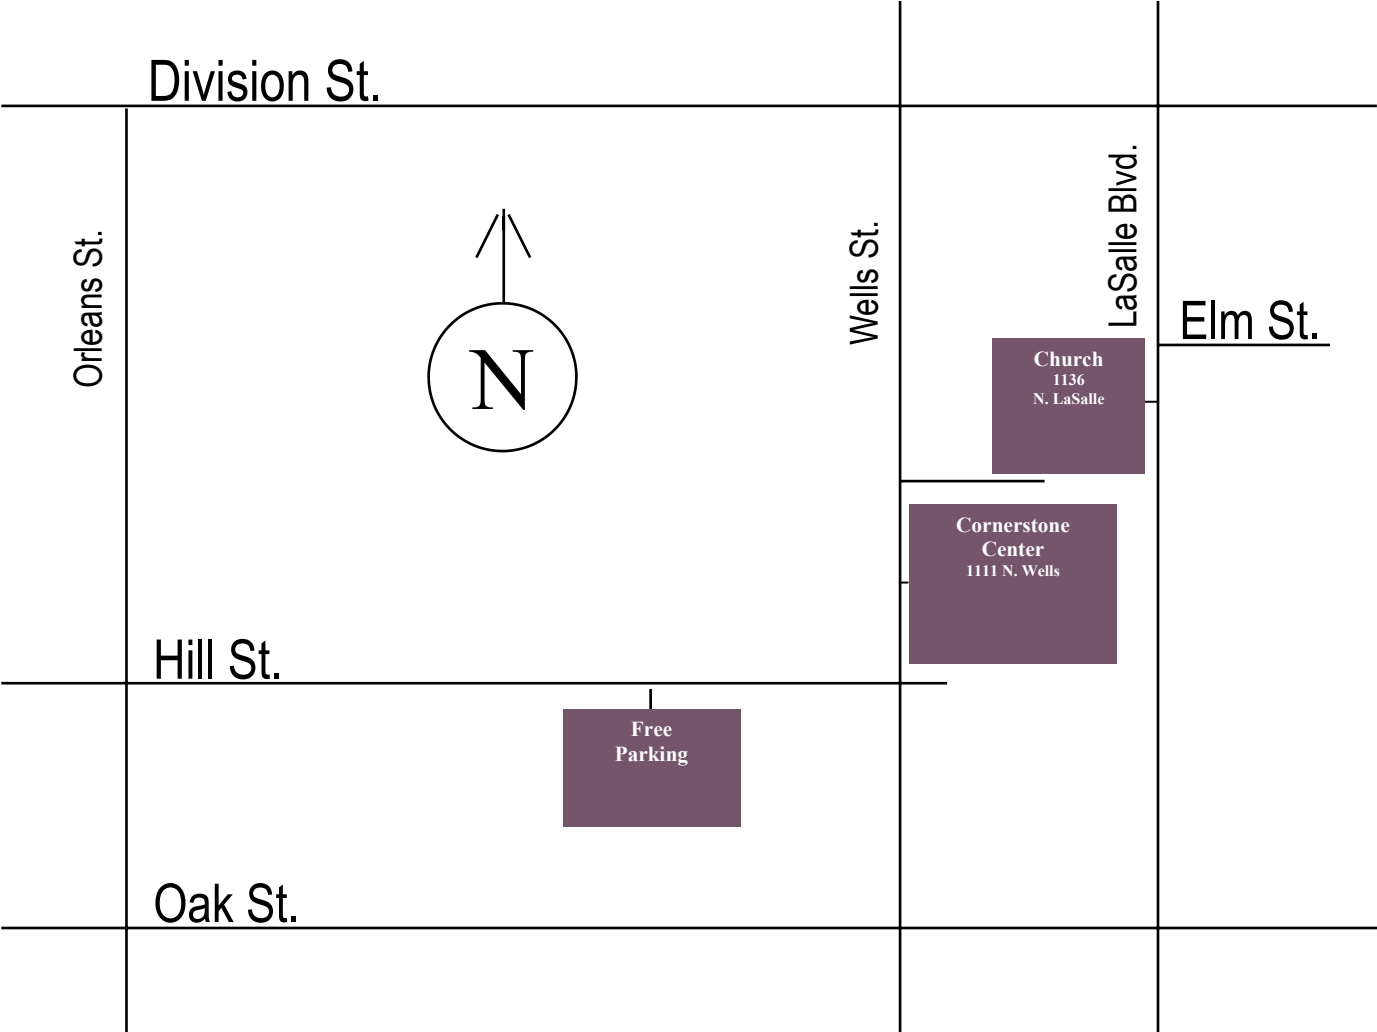 Division St.
Orleans St.
Wells St.
LaSalle Blvd.
Elm St.
N
Church
1136
N. LaSalle
Cornerstone
Center
1111 N. Wells
Hill St.
Free
Parking
Oak St.